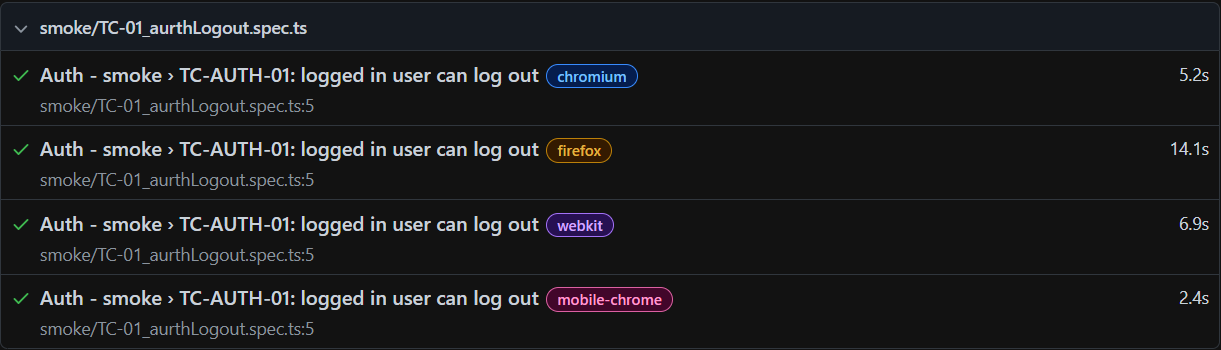 smoke/TC-01_aurthLogout.spec.ts
Auth - smoke › TC-AUTH-01: logged in user can log out chromium 5.2s
smoke/TC-01_aurthLogout.spec.ts:5
Auth - smoke › TC-AUTH-01: logged in user can log out firefox 14.1s
smoke/TC-01_aurthLogout.spec.ts:5
Auth - smoke › TC-AUTH-01: logged in user can log out webkit 6.9s
smoke/TC-01_aurthLogout.spec.ts:5
Auth - smoke › TC-AUTH-01: logged in user can log out mobile-chrome 2.4s
smoke/TC-01_aurthLogout.spec.ts:5